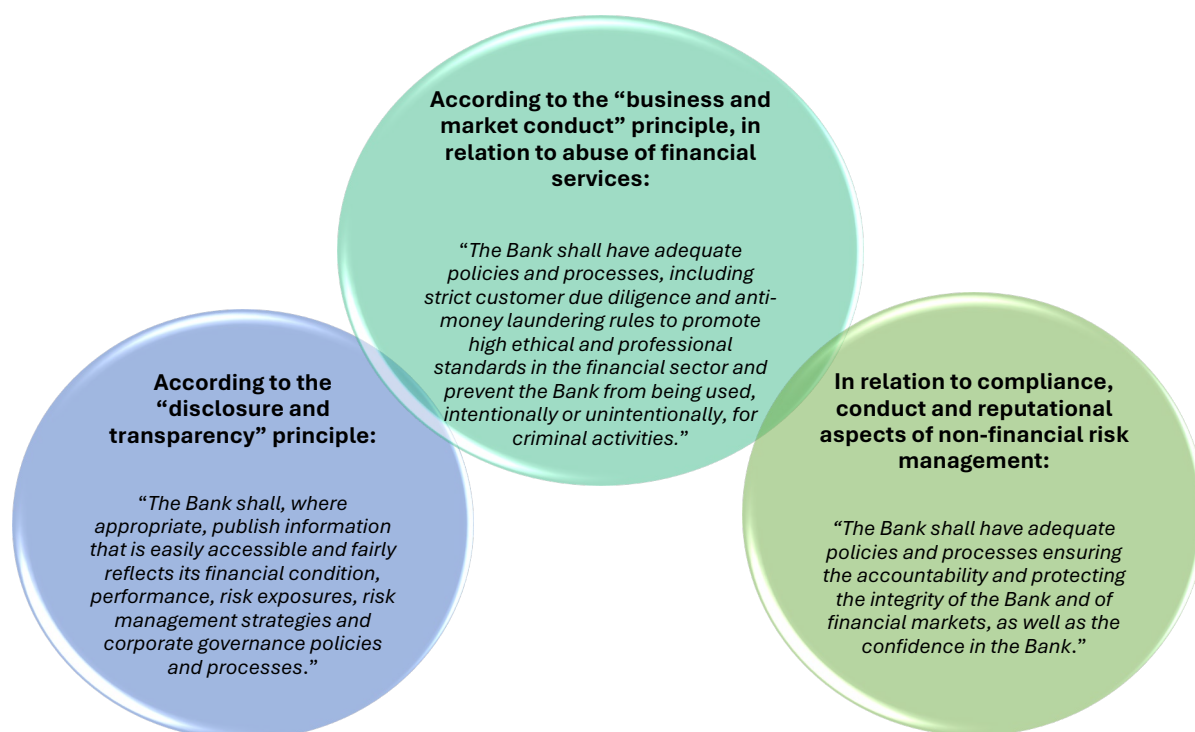 According to the “business and
market conduct” principle, in
relation to abuse of financial
services:
“The Bank shall have adequate
policies and processes, including
strict customer due diligence and anti-
money laundering rules to promote
high ethical and professional
standards in the financial sector and
prevent the Bank from being used,
intentionally or unintentionally, for
criminal activities.”
According to the
“disclosure and
transparency” principle:
“The Bank shall, where
appropriate, publish information
that is easily accessible and fairly
reflects its financial condition,
performance, risk exposures, risk
management strategies and
corporate governance policies
and processes.”
In relation to compliance,
conduct and reputational
aspects of non-financial risk
management:
“The Bank shall have adequate
policies and processes ensuring
the accountability and protecting
the integrity of the Bank and of
financial markets, as well as the
confidence in the Bank.”